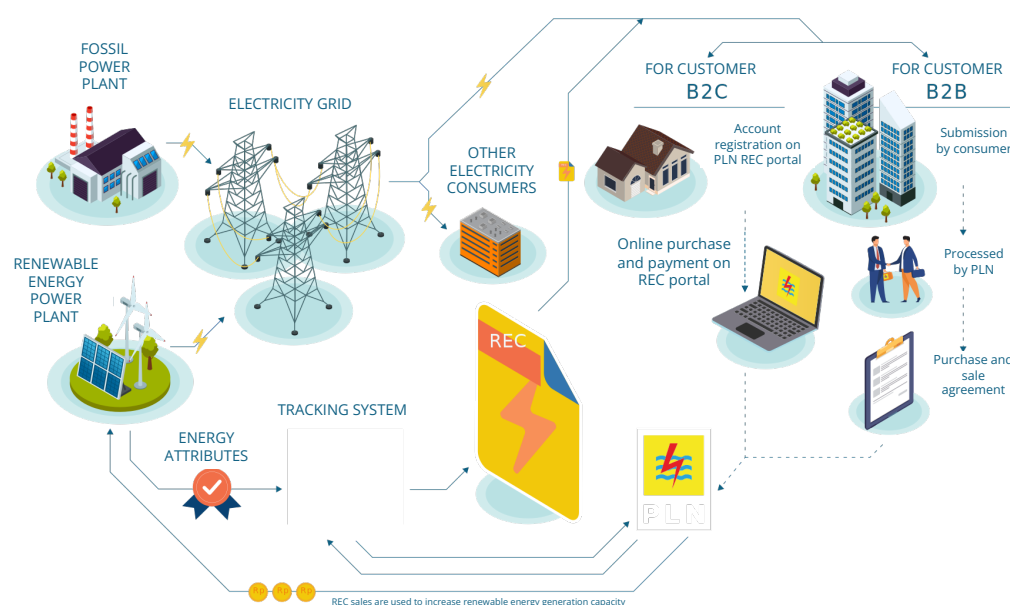 FOSSIL
POWER
PLANT
ELECTRICITY GRID
OTHER
ELECTRICITY
CONSUMERS
FOR CUSTOMER
B2C
FOR CUSTOMER
B2B
Account
registration on
PLN REC portal
Submission
by consumer
Online purchase
and payment on
REC portal
Processed
by PLN
Purchase and
sale
agreement
RENEWABLE
ENERGY
POWER
PLANT
REC
TRACKING SYSTEM
ENERGY
ATTRIBUTES
PLN
Rp Rp Rp
REC sales are used to increase renewable energy generation capacity